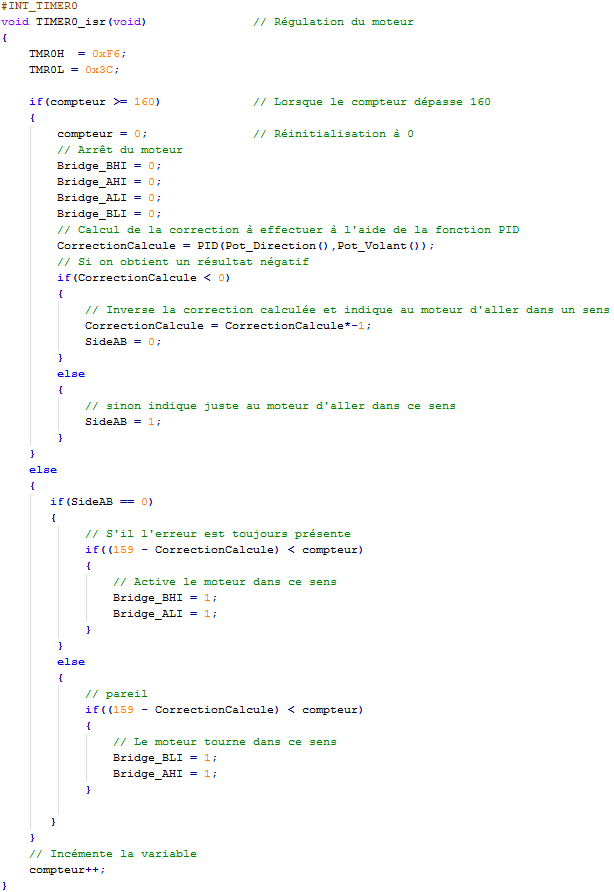 #INT_TIMER0
void TIMER0_isr(void) // Régulation du moteur
{
TMR0H = 0xF6;
TMR0L = 0x3C;
if(compteur >= 160) // Lorsque le compteur dépasse 160
{
compteur = 0; // Réinitialisation à 0
// Arrêt du moteur
Bridge_BHI = 0;
Bridge_AHI = 0;
Bridge_ALI = 0;
Bridge_BLI = 0;
// Calcul de la correction à effectuer à l'aide de la fonction PID
CorrectionCalcule = PID(Pot_Direction(),Pot_Volant());
// Si on obtient un résultat négatif
if(CorrectionCalcule < 0)
{
// Inverse la correction calculée et indique au moteur d'aller dans un sens
CorrectionCalcule = CorrectionCalcule*-1;
SideAB = 0;
}
else
{
// sinon indique juste au moteur d'aller dans ce sens
SideAB = 1;
}
}
else
{
if(SideAB == 0)
{
// S'il l'erreur est toujours présente
if((159 - CorrectionCalcule) < compteur)
{
// Active le moteur dans ce sens
Bridge_BHI = 1;
Bridge_ALI = 1;
}
}
else
{
// pareil
if((159 - CorrectionCalcule) < compteur)
{
// Le moteur tourne dans ce sens
Bridge_BLI = 1;
Bridge_AHI = 1;
}
}
}
// Incémente la variable
compteur++;
}